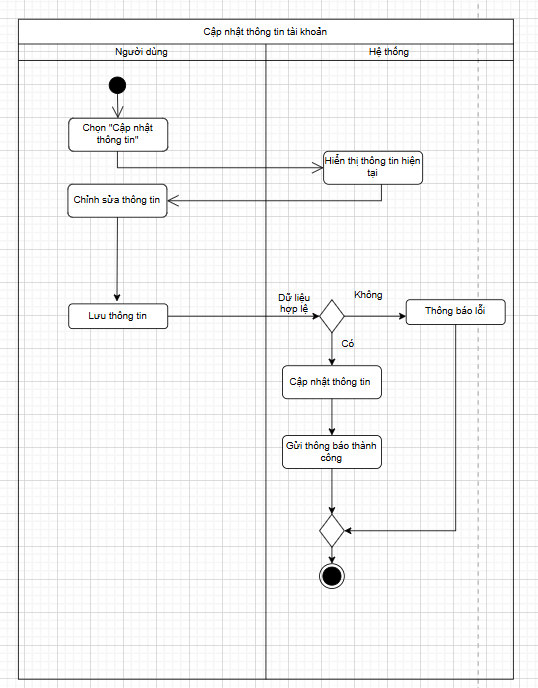 Cập nhật thông tin tài khoản
Người dùng
Hệ thống
Chọn "Cập nhật
thông tin"
Hiển thị thông tin hiện
tại
Chỉnh sửa thông tin
Lưu thông tin
Dữ liệu
hợp lệ
Không
Thông báo lỗi
Có
Cập nhật thông tin
Gửi thông báo thành
công